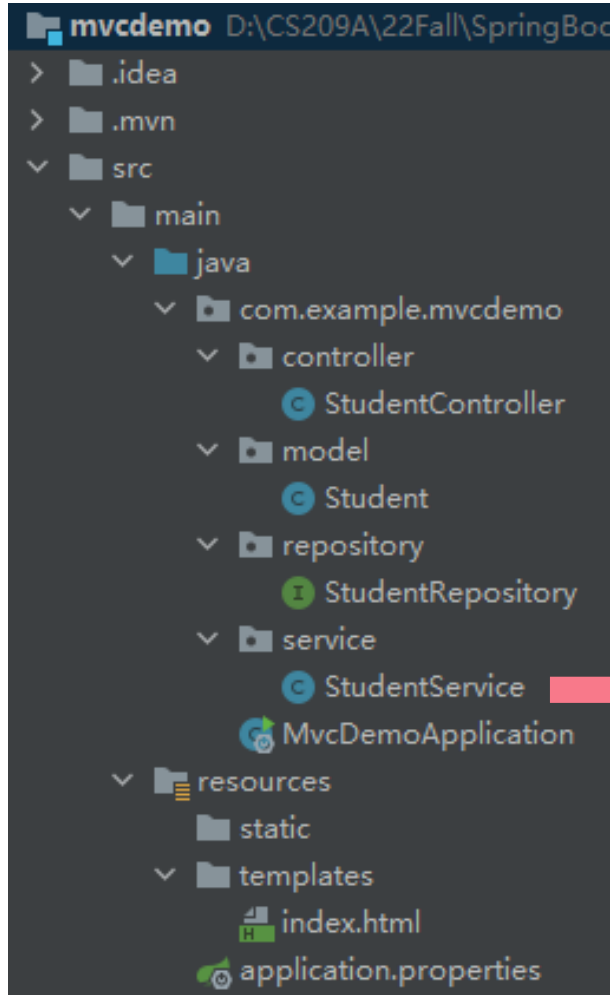 mvcdemo D:\CS209A\22Fall\SpringBoo
.idea
.mvn
src
main
java
com.example.mvcdemo
controller
StudentController
model
Student
repository
StudentRepository
service
StudentService
MvcDemoApplication
resources
static
templates
index.html
application.properties